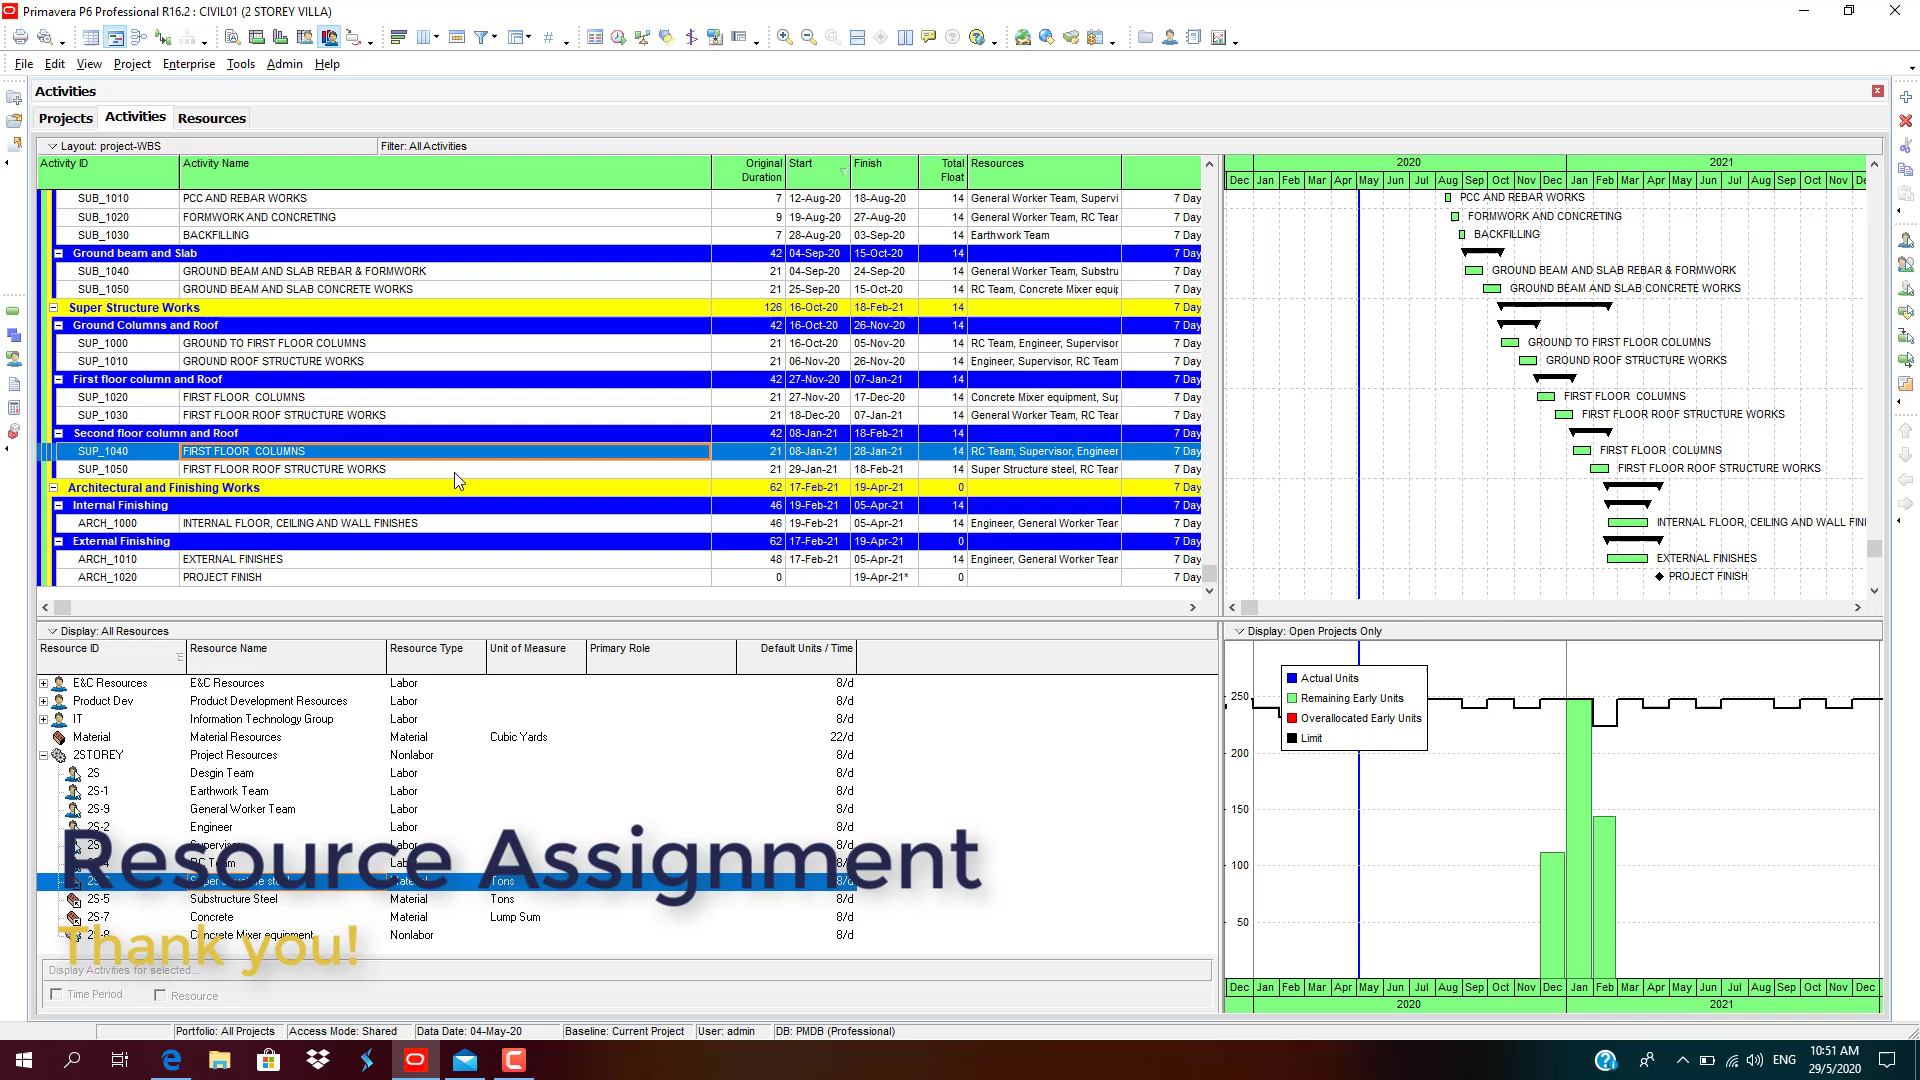 Primavera P6 Professional R16.2 : CIVIL01 (2 STOREY VILLA)
File Edit View Project Enterprise Tools Admin Help
Activities
Projects Activities Resources
Layout: project-WBS Filter: All Activities
Activity ID Activity Name Original Duration Start Finish Total Float Resources
SUB_1010 PCC AND REBAR WORKS 7 12-Aug-20 18-Aug-20 14 General Worker Team, Supervi 7 Day
SUB_1020 FORMWORK AND CONCRETING 9 19-Aug-20 27-Aug-20 14 General Worker Team, RC Tear 7 Day
SUB_1030 BACKFILLING 7 28-Aug-20 03-Sep-20 14 Earthwork Team 7 Day
Ground beam and Slab 42 04-Sep-20 15-Oct-20 14 7 Day
SUB_1040 GROUND BEAM AND SLAB REBAR & FORMWORK 21 04-Sep-20 24-Sep-20 14 General Worker Team, Substru 7 Day
SUB_1050 GROUND BEAM AND SLAB CONCRETE WORKS 21 25-Sep-20 15-Oct-20 14 RC Team, Concrete Mixer equip 7 Day
Super Structure Works 126 16-Oct-20 18-Feb-21 14 7 Day
Ground Columns and Roof 42 16-Oct-20 26-Nov-20 14 7 Day
SUP_1000 GROUND TO FIRST FLOOR COLUMNS 21 16-Oct-20 05-Nov-20 14 RC Team, Engineer, Supervisor 7 Day
SUP_1010 GROUND ROOF STRUCTURE WORKS 21 06-Nov-20 26-Nov-20 14 Engineer, Supervisor, RC Tear 7 Day
First floor column and Roof 42 27-Nov-20 07-Jan-21 14 7 Day
SUP_1020 FIRST FLOOR COLUMNS 21 27-Nov-20 17-Dec-20 14 Concrete Mixer equipment, Sup 7 Day
SUP_1030 FIRST FLOOR ROOF STRUCTURE WORKS 21 18-Dec-20 07-Jan-21 14 General Worker Team, RC Tear 7 Day
Second floor column and Roof 42 08-Jan-21 18-Feb-21 14 7 Day
SUP_1040 FIRST FLOOR COLUMNS 21 08-Jan-21 28-Jan-21 14 RC Team, Supervisor, Engineer 7 Day
SUP_1050 FIRST FLOOR ROOF STRUCTURE WORKS 21 29-Jan-21 18-Feb-21 14 Super Structure steel, RC Tear 7 Day
Architectural and Finishing Works 62 17-Feb-21 19-Apr-21 0 7 Day
Internal Finishing 46 19-Feb-21 05-Apr-21 14 7 Day
ARCH_1000 INTERNAL FLOOR, CEILING AND WALL FINISHES 46 19-Feb-21 05-Apr-21 14 Engineer, General Worker Tear 7 Day
External Finishing 62 17-Feb-21 19-Apr-21 0 7 Day
ARCH_1010 EXTERNAL FINISHES 48 17-Feb-21 05-Apr-21 14 Engineer, General Worker Tear 7 Day
ARCH_1020 PROJECT FINISH 0 19-Apr-21* 0 7 Day
2020 2021
Dec Jan Feb Mar Apr May Jun Jul Aug Sep Oct Nov Dec Jan Feb Mar Apr May Jun Jul Aug Sep Oct Nov De
PCC AND REBAR WORKS
FORMWORK AND CONCRETING
BACKFILLING
GROUND BEAM AND SLAB REBAR & FORMWORK
GROUND BEAM AND SLAB CONCRETE WORKS
GROUND TO FIRST FLOOR COLUMNS
GROUND ROOF STRUCTURE WORKS
FIRST FLOOR COLUMNS
FIRST FLOOR ROOF STRUCTURE WORKS
FIRST FLOOR COLUMNS
FIRST FLOOR ROOF STRUCTURE WORKS
INTERNAL FLOOR, CEILING AND WALL FINI
EXTERNAL FINISHES
PROJECT FINISH
Display: All Resources
Resource ID Resource Name Resource Type Unit of Measure Primary Role Default Units / Time
E&C Resources E&C Resources Labor 8/d
Product Dev Product Development Resources Labor 8/d
IT Information Technology Group Labor 8/d
Material Material Resources Material Cubic Yards 22/d
2STOREY Project Resources Nonlabor 8/d
2S Desgin Team Labor 8/d
2S-1 Earthwork Team Labor 8/d
2S-9 General Worker Team Labor 8/d
2S-2 Engineer Labor 8/d
8/d
RC Team 8/d
Tons 8/d
2S-5 Substructure Steel Material Tons 8/d
2S-7 Concrete Material Lump Sum 8/d
2S-8 Concrete Mixer equipment Nonlabor 8/d
Resource Assignment
Thank you!
Display Activities for selected...
Time Period Resource
Display: Open Projects Only
Actual Units
Remaining Early Units
Overallocated Early Units
Limit
250
200
150
100
50
Dec Jan Feb Mar Apr May Jun Jul Aug Sep Oct Nov Dec Jan Feb Mar Apr May Jun Jul Aug Sep Oct Nov Dec
2020 2021
Portfolio: All Projects Access Mode: Shared Data Date: 04-May-20 Baseline: Current Project User: admin DB: PMDB (Professional)
ENG
10:51 AM
29/5/2020